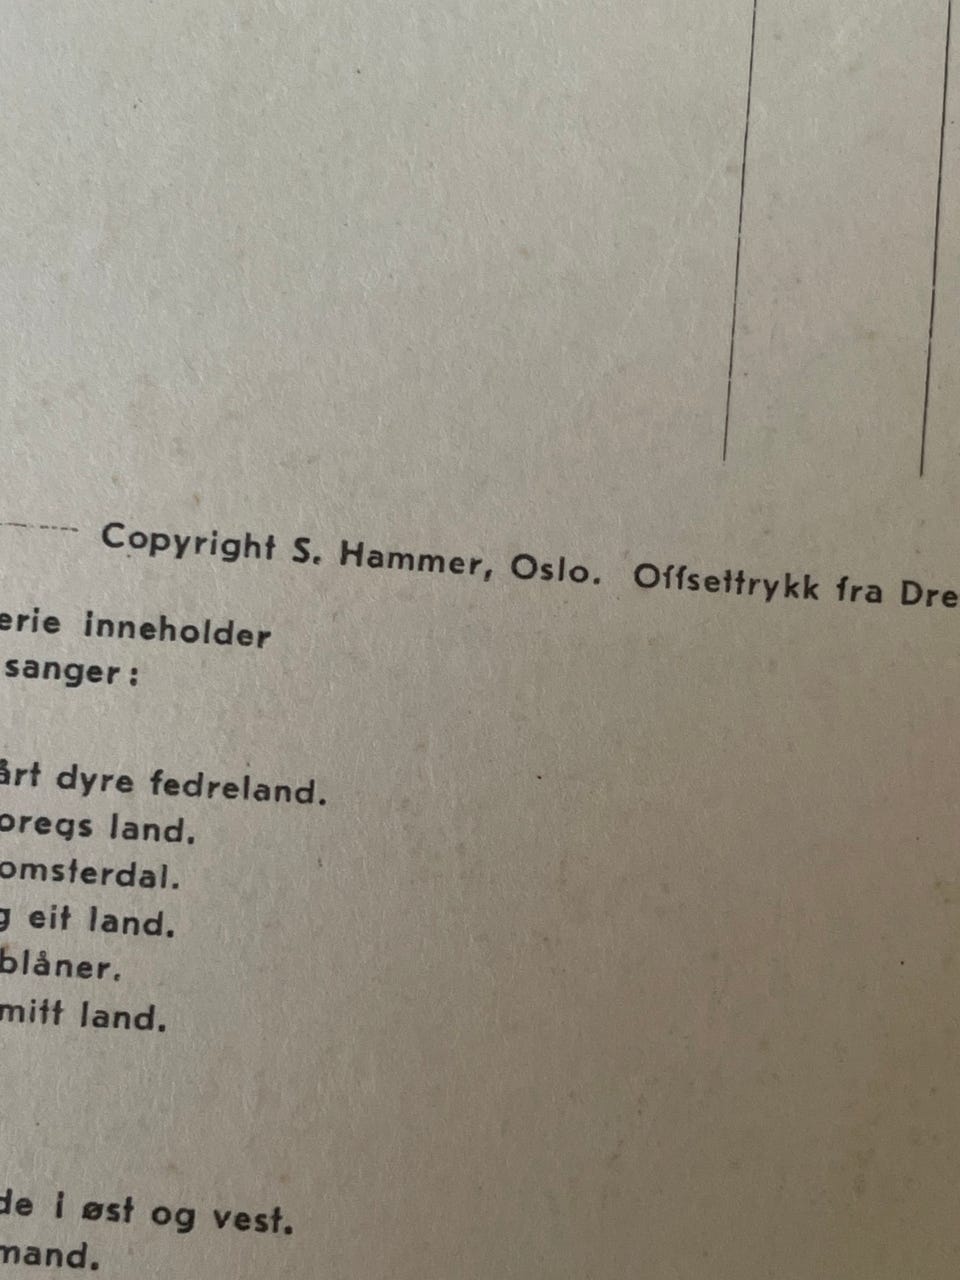 Copyright S. Hammer, Oslo. Offsettrykk fra Dre
erie inneholder
sanger:
årt dyre fedreland.
oregs land.
omsterdal.
g eit land.
blåner.
mitt land.
de i øst og vest.
mand.